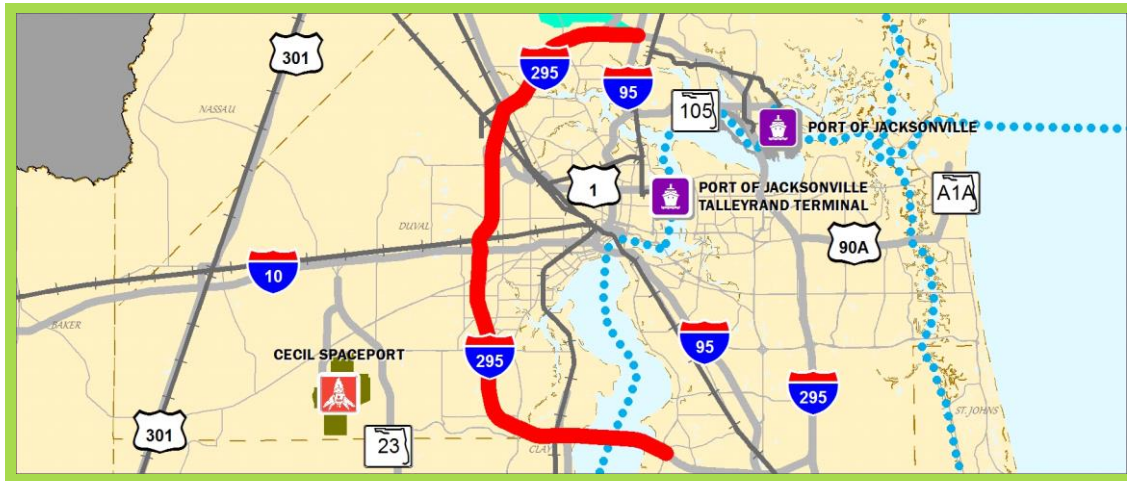 301
295
95
105
PORT OF JACKSONVILLE
NASSAU
1
PORT OF JACKSONVILLE
TALLEYRAND TERMINAL
A1A
DUVAL
90A
10
BAKER
CECIL SPACEPORT
295
95
295
ST. JOHNS
301
23
CLAY